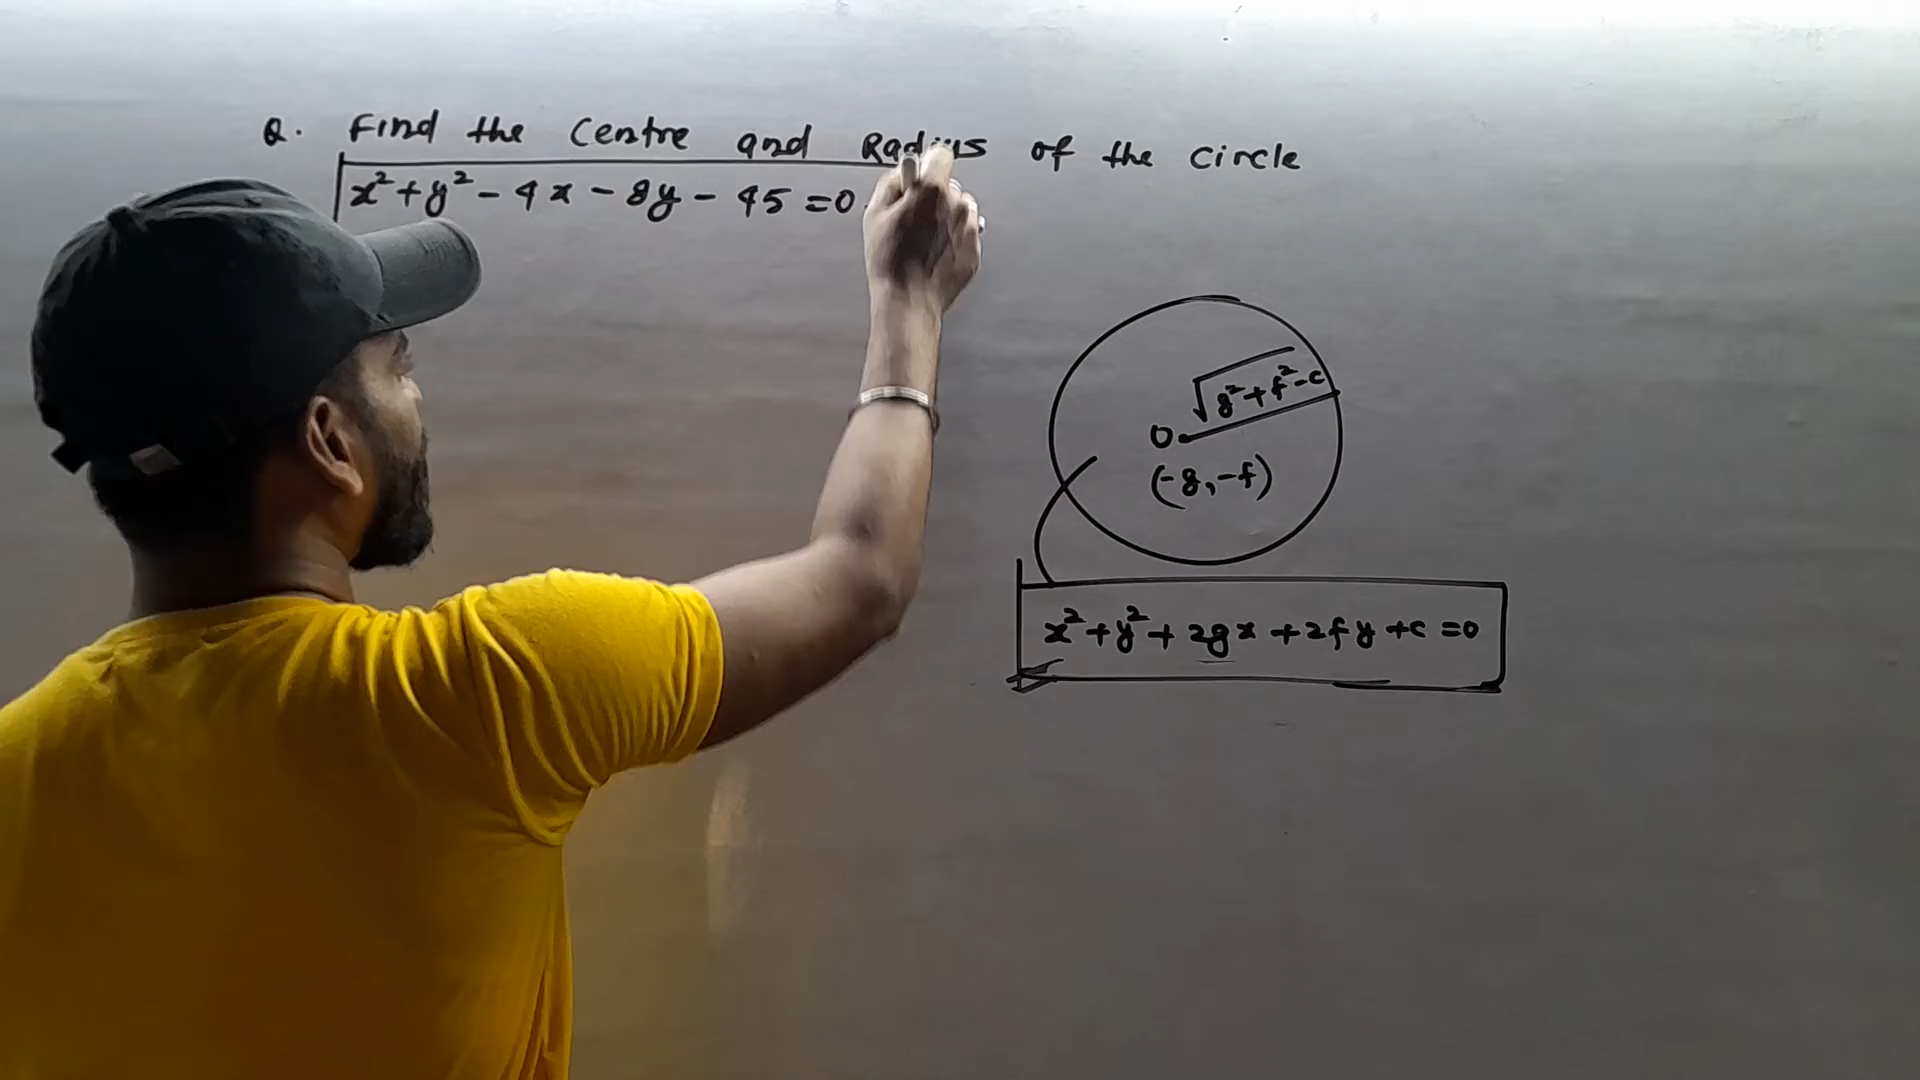 Q. Find the Centre and Radius of the circle
x² + y² - 4x - 8y - 45 = 0
√g² + f² - c
O
(-g, -f)
x² + y² + 2gx + 2fy + c = 0